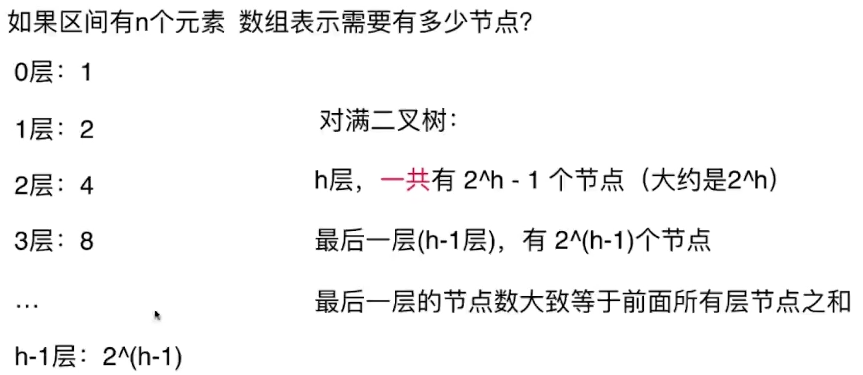 如果区间有n个元素 数组表示需要有多少节点？
0层：1
1层：2
2层：4
3层：8
...
h-1层：2^(h-1)
对满二叉树：
h层，一共有 2^h - 1 个节点（大约是2^h）
最后一层(h-1层)，有 2^(h-1)个节点
最后一层的节点数大致等于前面所有层节点之和